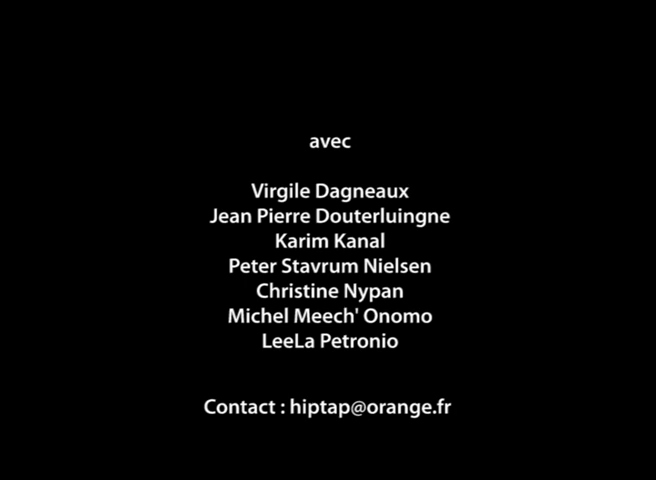 avec
Virgile Dagneaux
Jean Pierre Douterluingne
Karim Kanal
Peter Stavrum Nielsen
Christine Nypan
Michel Meech' Onomo
LeeLa Petronio
Contact : hiptap@orange.fr